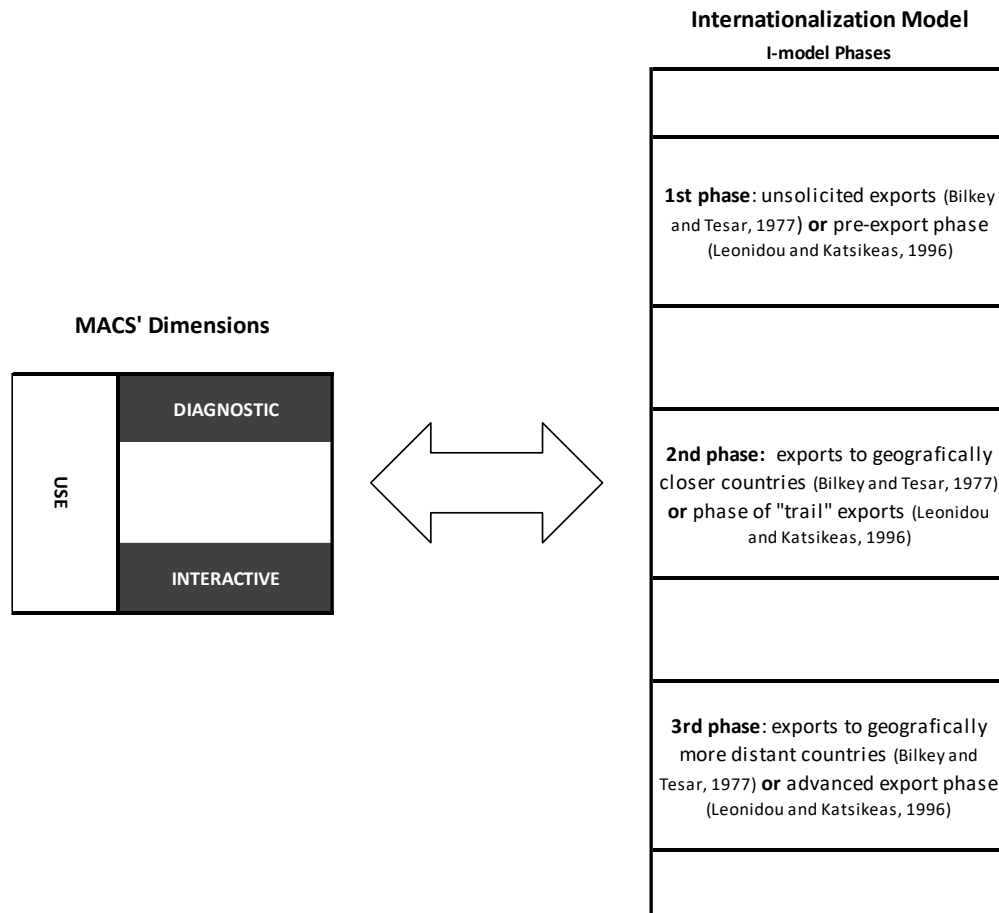 Internationalization Model
I-model Phases
1st phase: unsolicited exports (Bilkey
and Tesar, 1977) or pre-export phase
(Leonidou and Katsikeas, 1996)
MACS' Dimensions
USE
DIAGNOSTIC
INTERACTIVE
2nd phase: exports to geografically
closer countries (Bilkey and Tesar, 1977)
or phase of "trail" exports (Leonidou
and Katsikeas, 1996)
3rd phase: exports to geografically
more distant countries (Bilkey and
Tesar, 1977) or advanced export phase
(Leonidou and Katsikeas, 1996)